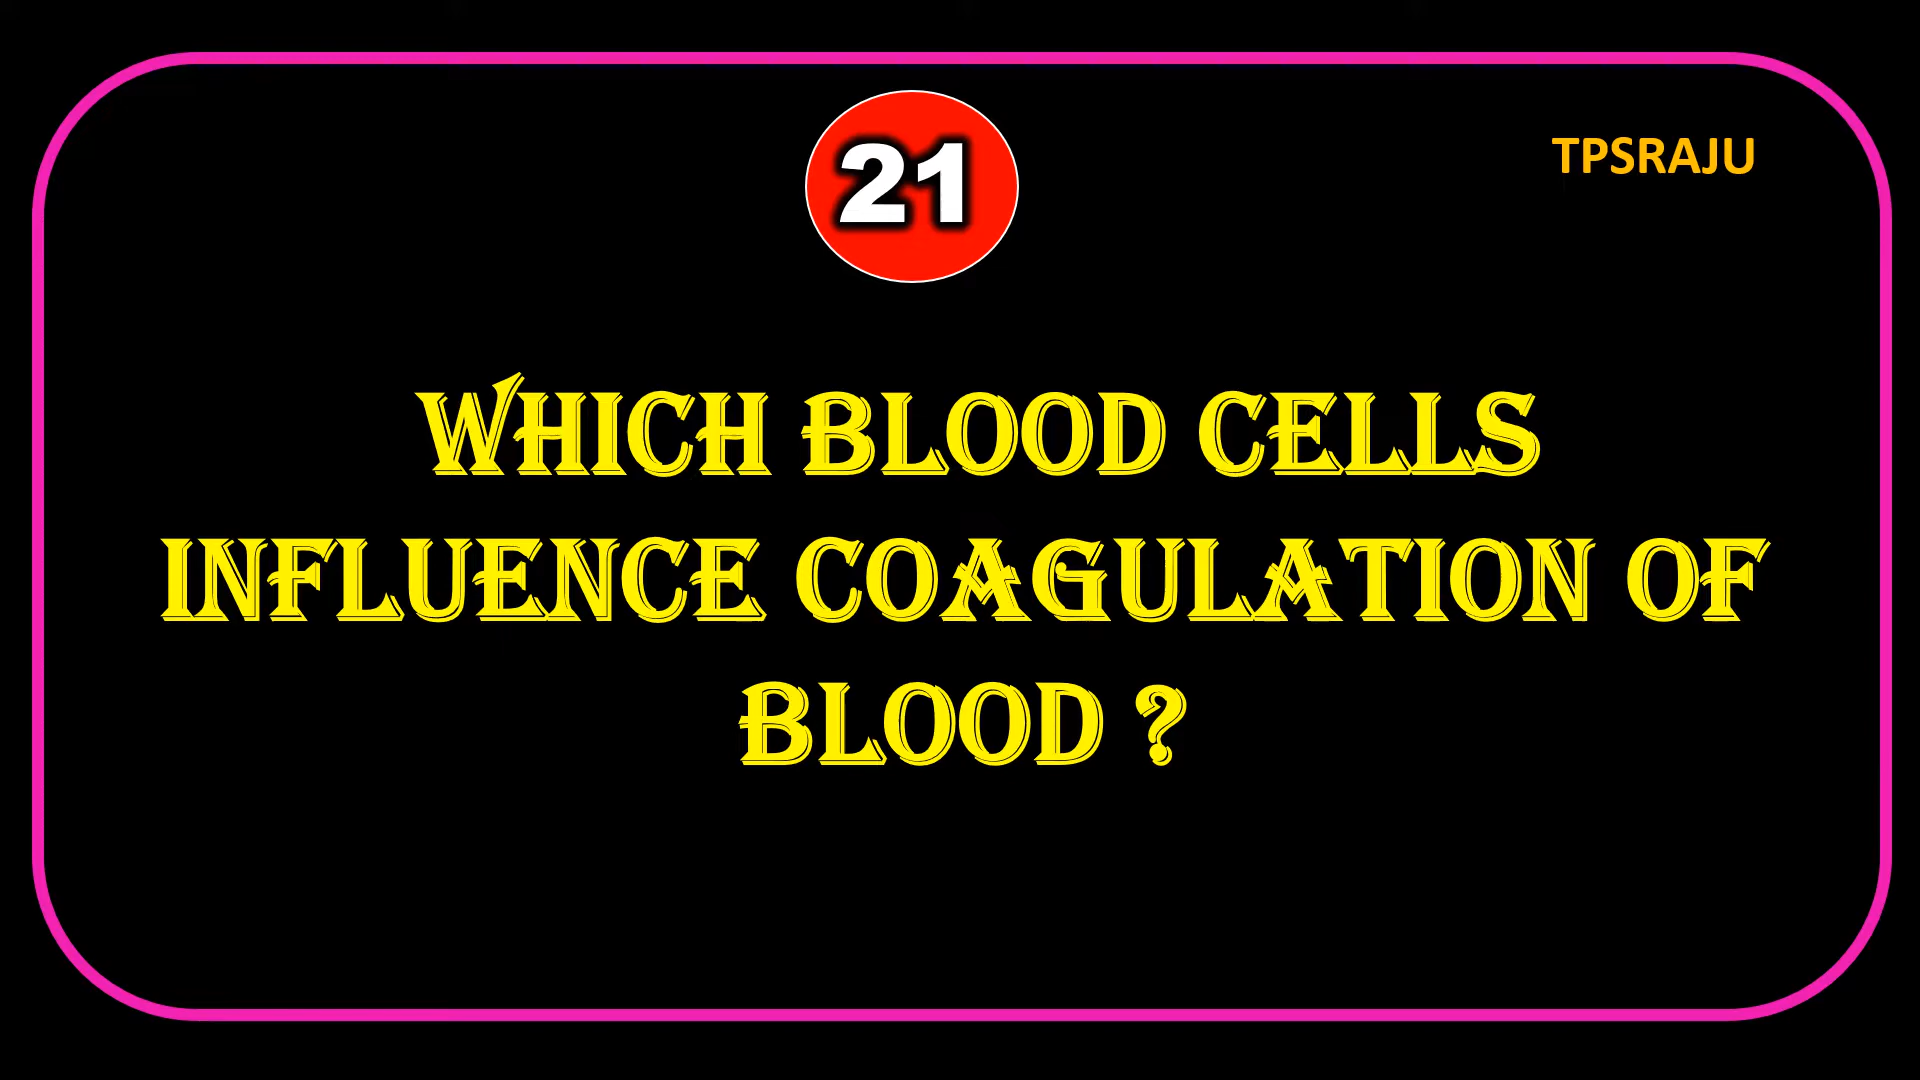 21
TPSRAJU
WHICH BLOOD CELLS
INFLUENCE COAGULATION OF
BLOOD ?